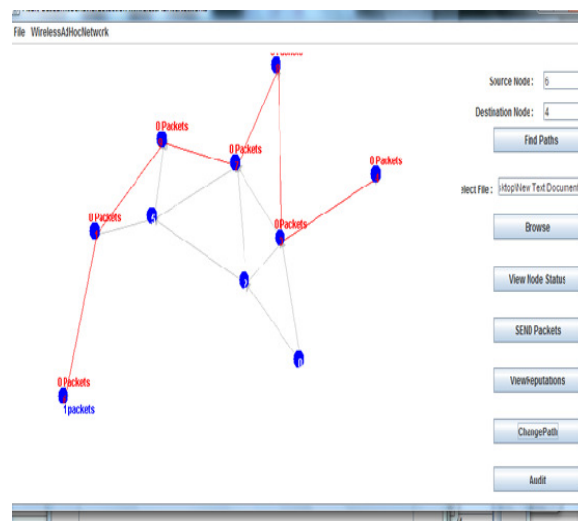 File WirelessAdHocNetwork
Source Node: 6
Destination Node: 4
Find Paths
elect File: ktop\New Text Document
Browse
View Node Status
SEND Packets
ViewReputations
ChangePath
Audit
0 Packets
0 Packets
0 Packets
0 Packets
0 Packets
0 Packets
0 Packets
1 packets